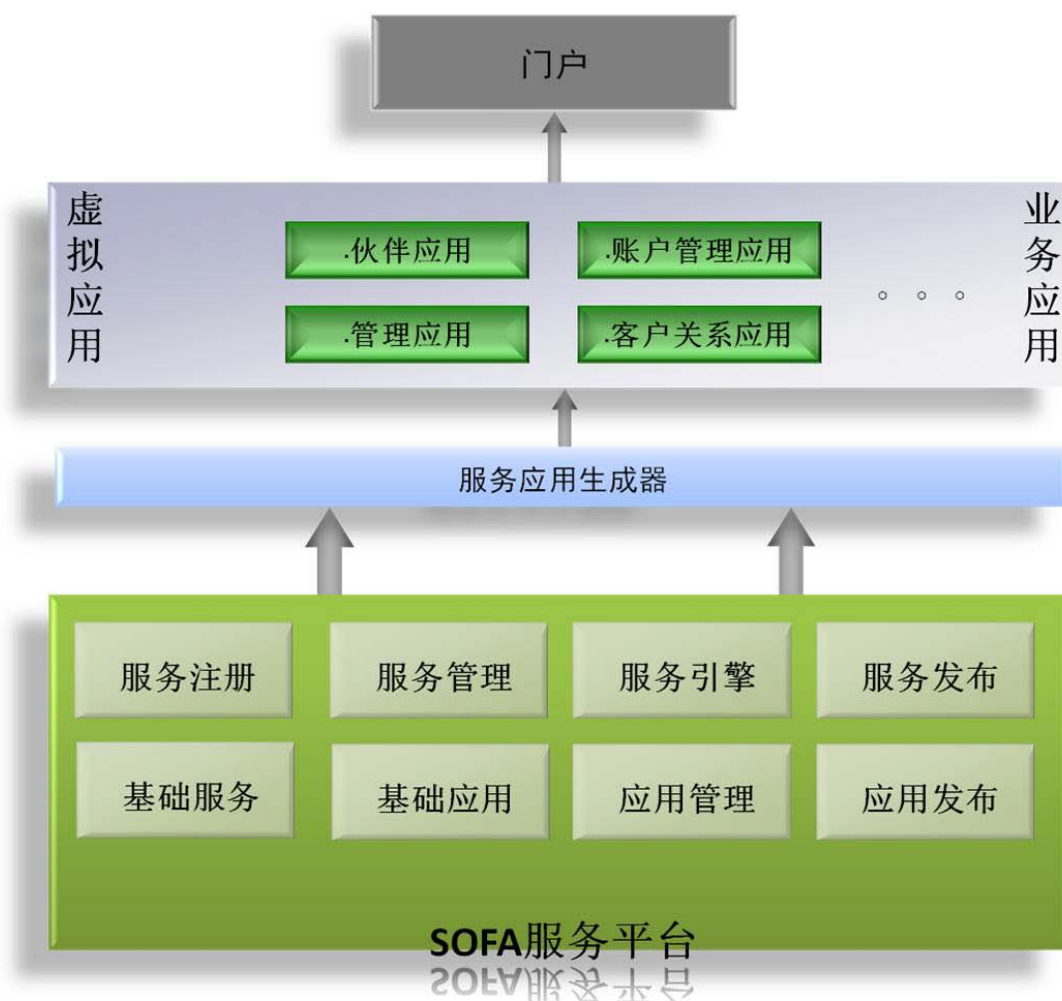 门户
虚拟应用
业务应用
.伙伴应用
.账户管理应用
。。。
.管理应用
.客户关系应用
服务应用生成器
服务注册
服务管理
服务引擎
服务发布
基础服务
基础应用
应用管理
应用发布
SOFA服务平台